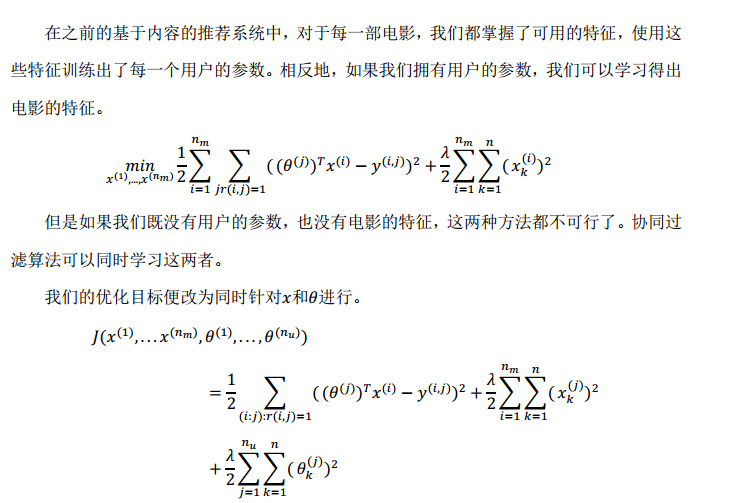 在之前的基于内容的推荐系统中，对于每一部电影，我们都掌握了可用的特征，使用这
些特征训练出了每一个用户的参数。相反地，如果我们拥有用户的参数，我们可以学习得出
电影的特征。
$\min_{x^{(1)},...,x^{(n_m)}} \frac{1}{2}\sum_{i=1}^{n_m}\sum_{jr(i,j)=1}((\theta^{(j)})^T x^{(i)} - y^{(i,j)})^2 + \frac{\lambda}{2}\sum_{i=1}^{n_m}\sum_{k=1}^{n}(x_k^{(i)})^2$
但是如果我们既没有用户的参数，也没有电影的特征，这两种方法都不可行了。协同过
滤算法可以同时学习这两者。
我们的优化目标便改为同时针对𝑥和𝜃进行。
$J(x^{(1)},...x^{(n_m)},\theta^{(1)},...,\theta^{(n_u)})$
$= \frac{1}{2}\sum_{(i:j):r(i,j)=1}((\theta^{(j)})^T x^{(i)} - y^{(i,j)})^2 + \frac{\lambda}{2}\sum_{i=1}^{n_m}\sum_{k=1}^{n}(x_k^{(j)})^2$
$+ \frac{\lambda}{2}\sum_{j=1}^{n_u}\sum_{k=1}^{n}(\theta_k^{(j)})^2$